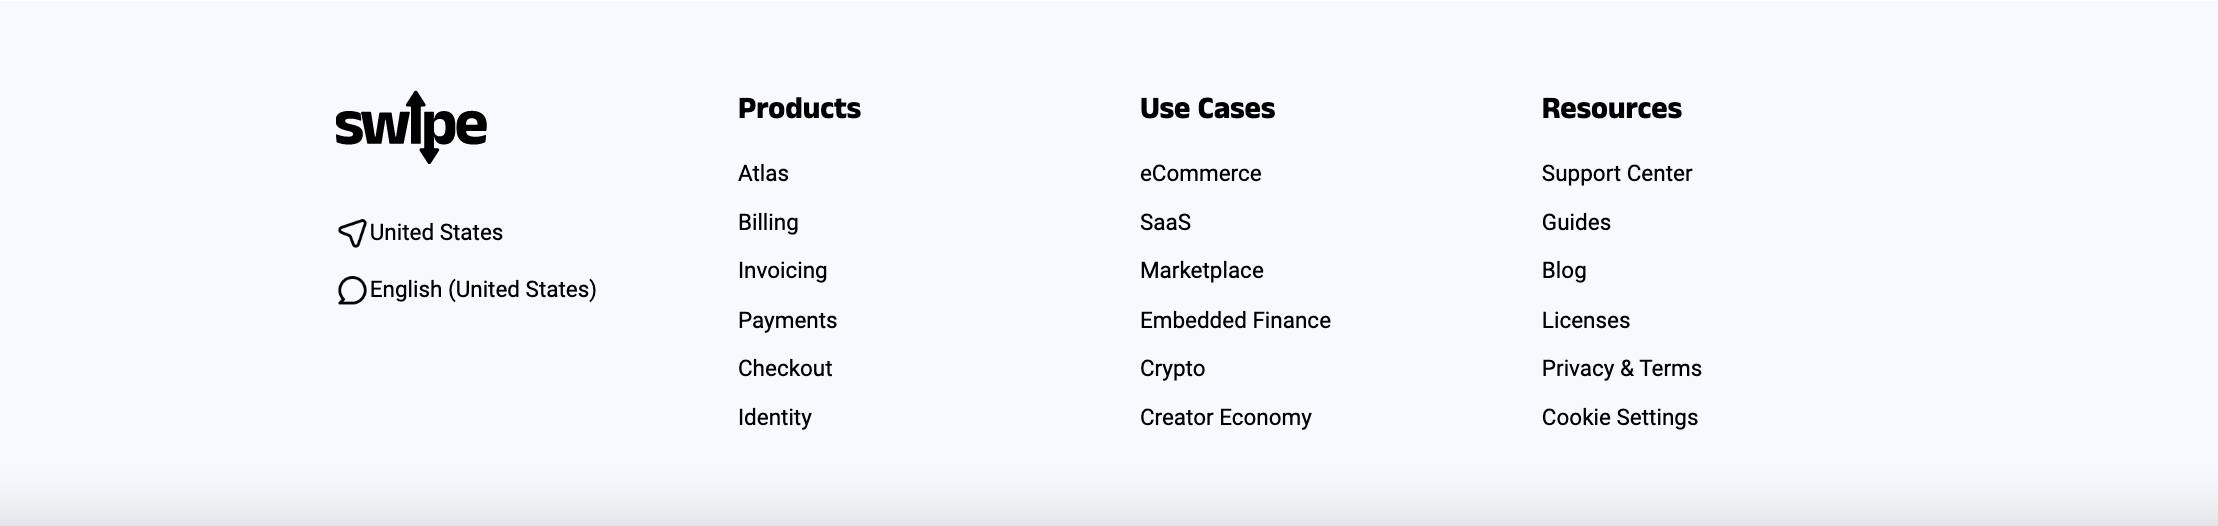 swipe
United States
English (United States)
Products
Atlas
Billing
Invoicing
Payments
Checkout
Identity
Use Cases
eCommerce
SaaS
Marketplace
Embedded Finance
Crypto
Creator Economy
Resources
Support Center
Guides
Blog
Licenses
Privacy & Terms
Cookie Settings